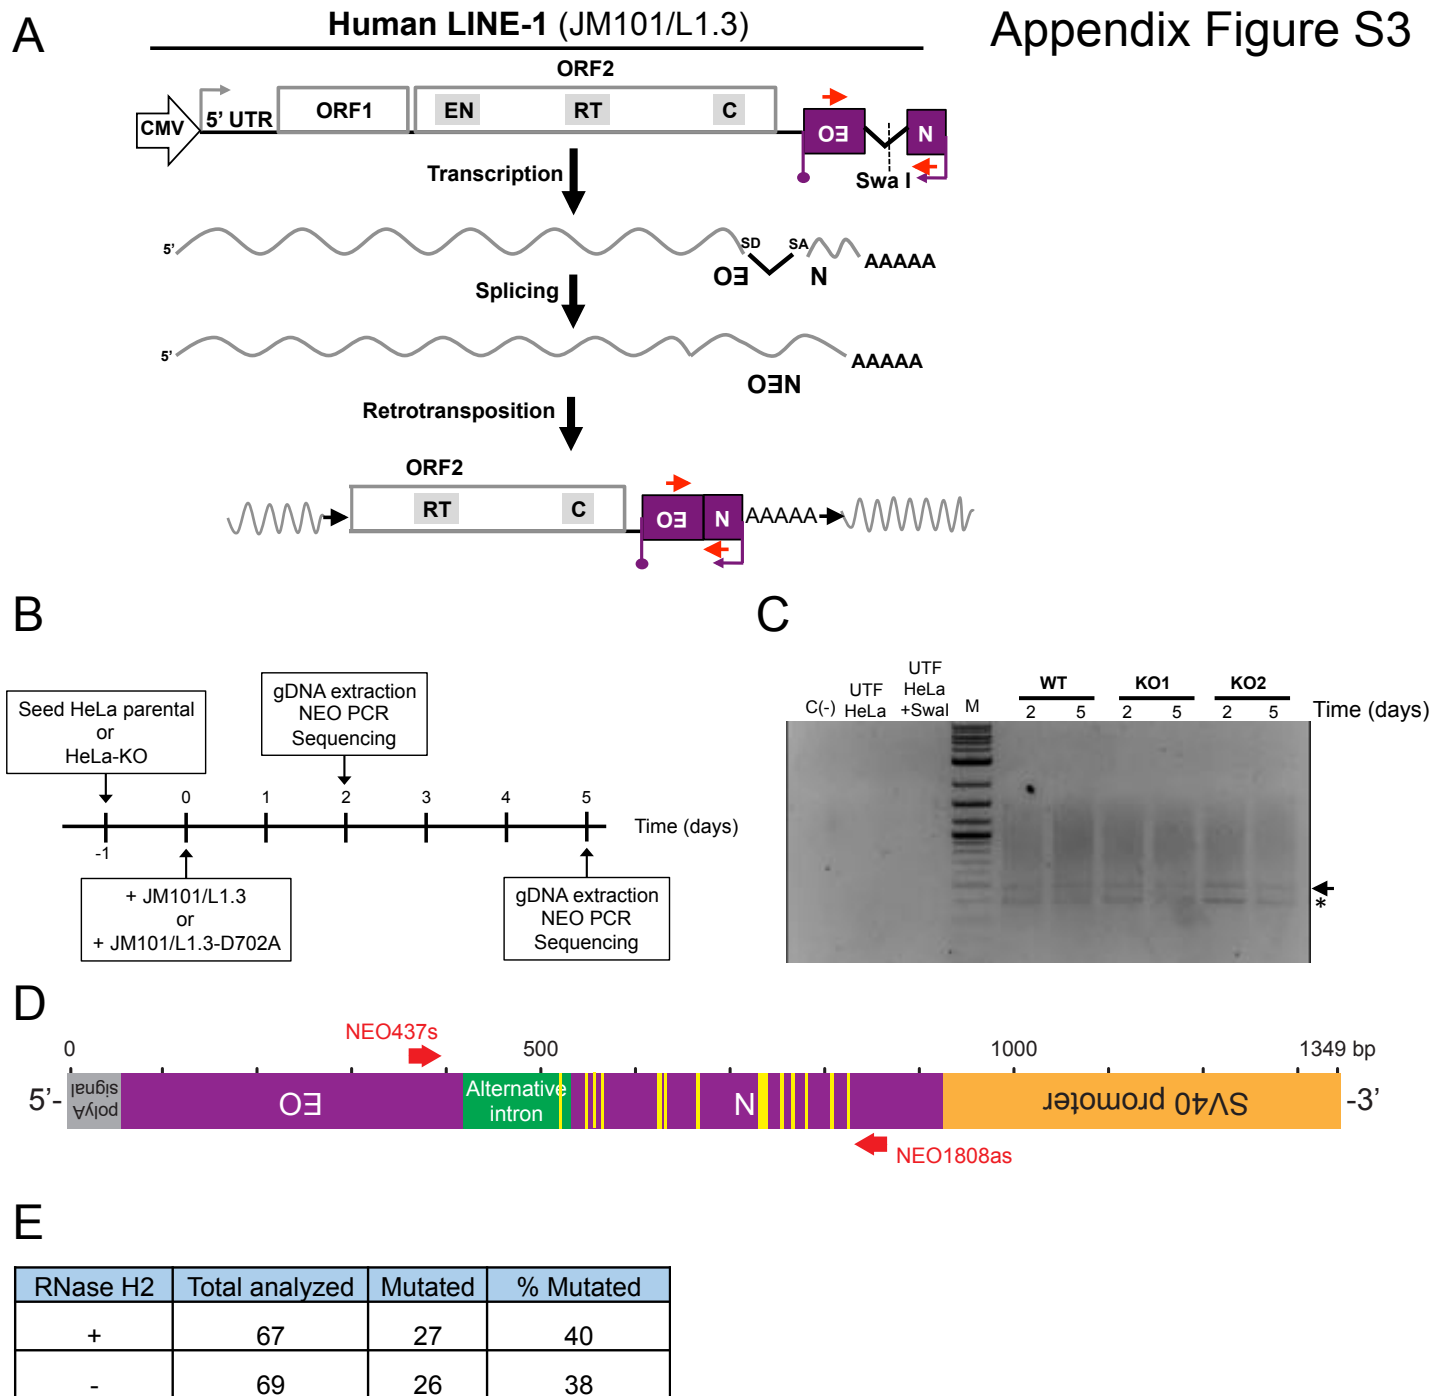 A
Human LINE-1 (JM101/L1.3)
Appendix Figure S3
ORF2
CMV
5' UTR
ORF1
EN
RT
C
EO
N
Swa I
Transcription
5'
SD
SA
EO
N
AAAAA
Splicing
5'
NEO
AAAAA
Retrotransposition
ORF2
RT
C
EO
N
AAAAA
B
Seed HeLa parental
or
HeLa-KO
gDNA extraction
NEO PCR
Sequencing
-1
0
1
2
3
4
5
Time (days)
+ JM101/L1.3
or
+ JM101/L1.3-D702A
gDNA extraction
NEO PCR
Sequencing
C
C(-)
UTF
HeLa
UTF
HeLa
+SwaI
M
WT
KO1
KO2
2 5 2 5 2 5
Time (days)
*
D
NEO437s
0
500
1000
1349 bp
5'-
polyA
signal
EO
Alternative
intron
N
SV40 promoter
-3'
NEO1808as
E
RNase H2 Total analyzed Mutated % Mutated
+ 67 27 40
- 69 26 38